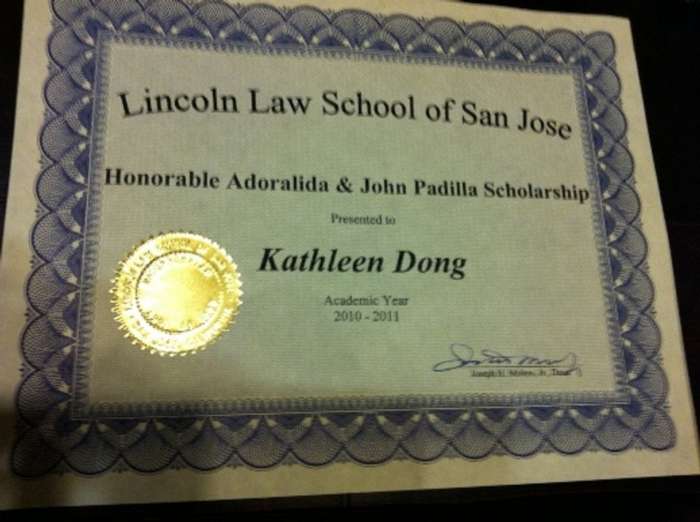 Lincoln Law School of San Jose
Honorable Adoralida & John Padilla Scholarship
Presented to
Kathleen Dong
Academic Year
2010 - 2011
Joseph